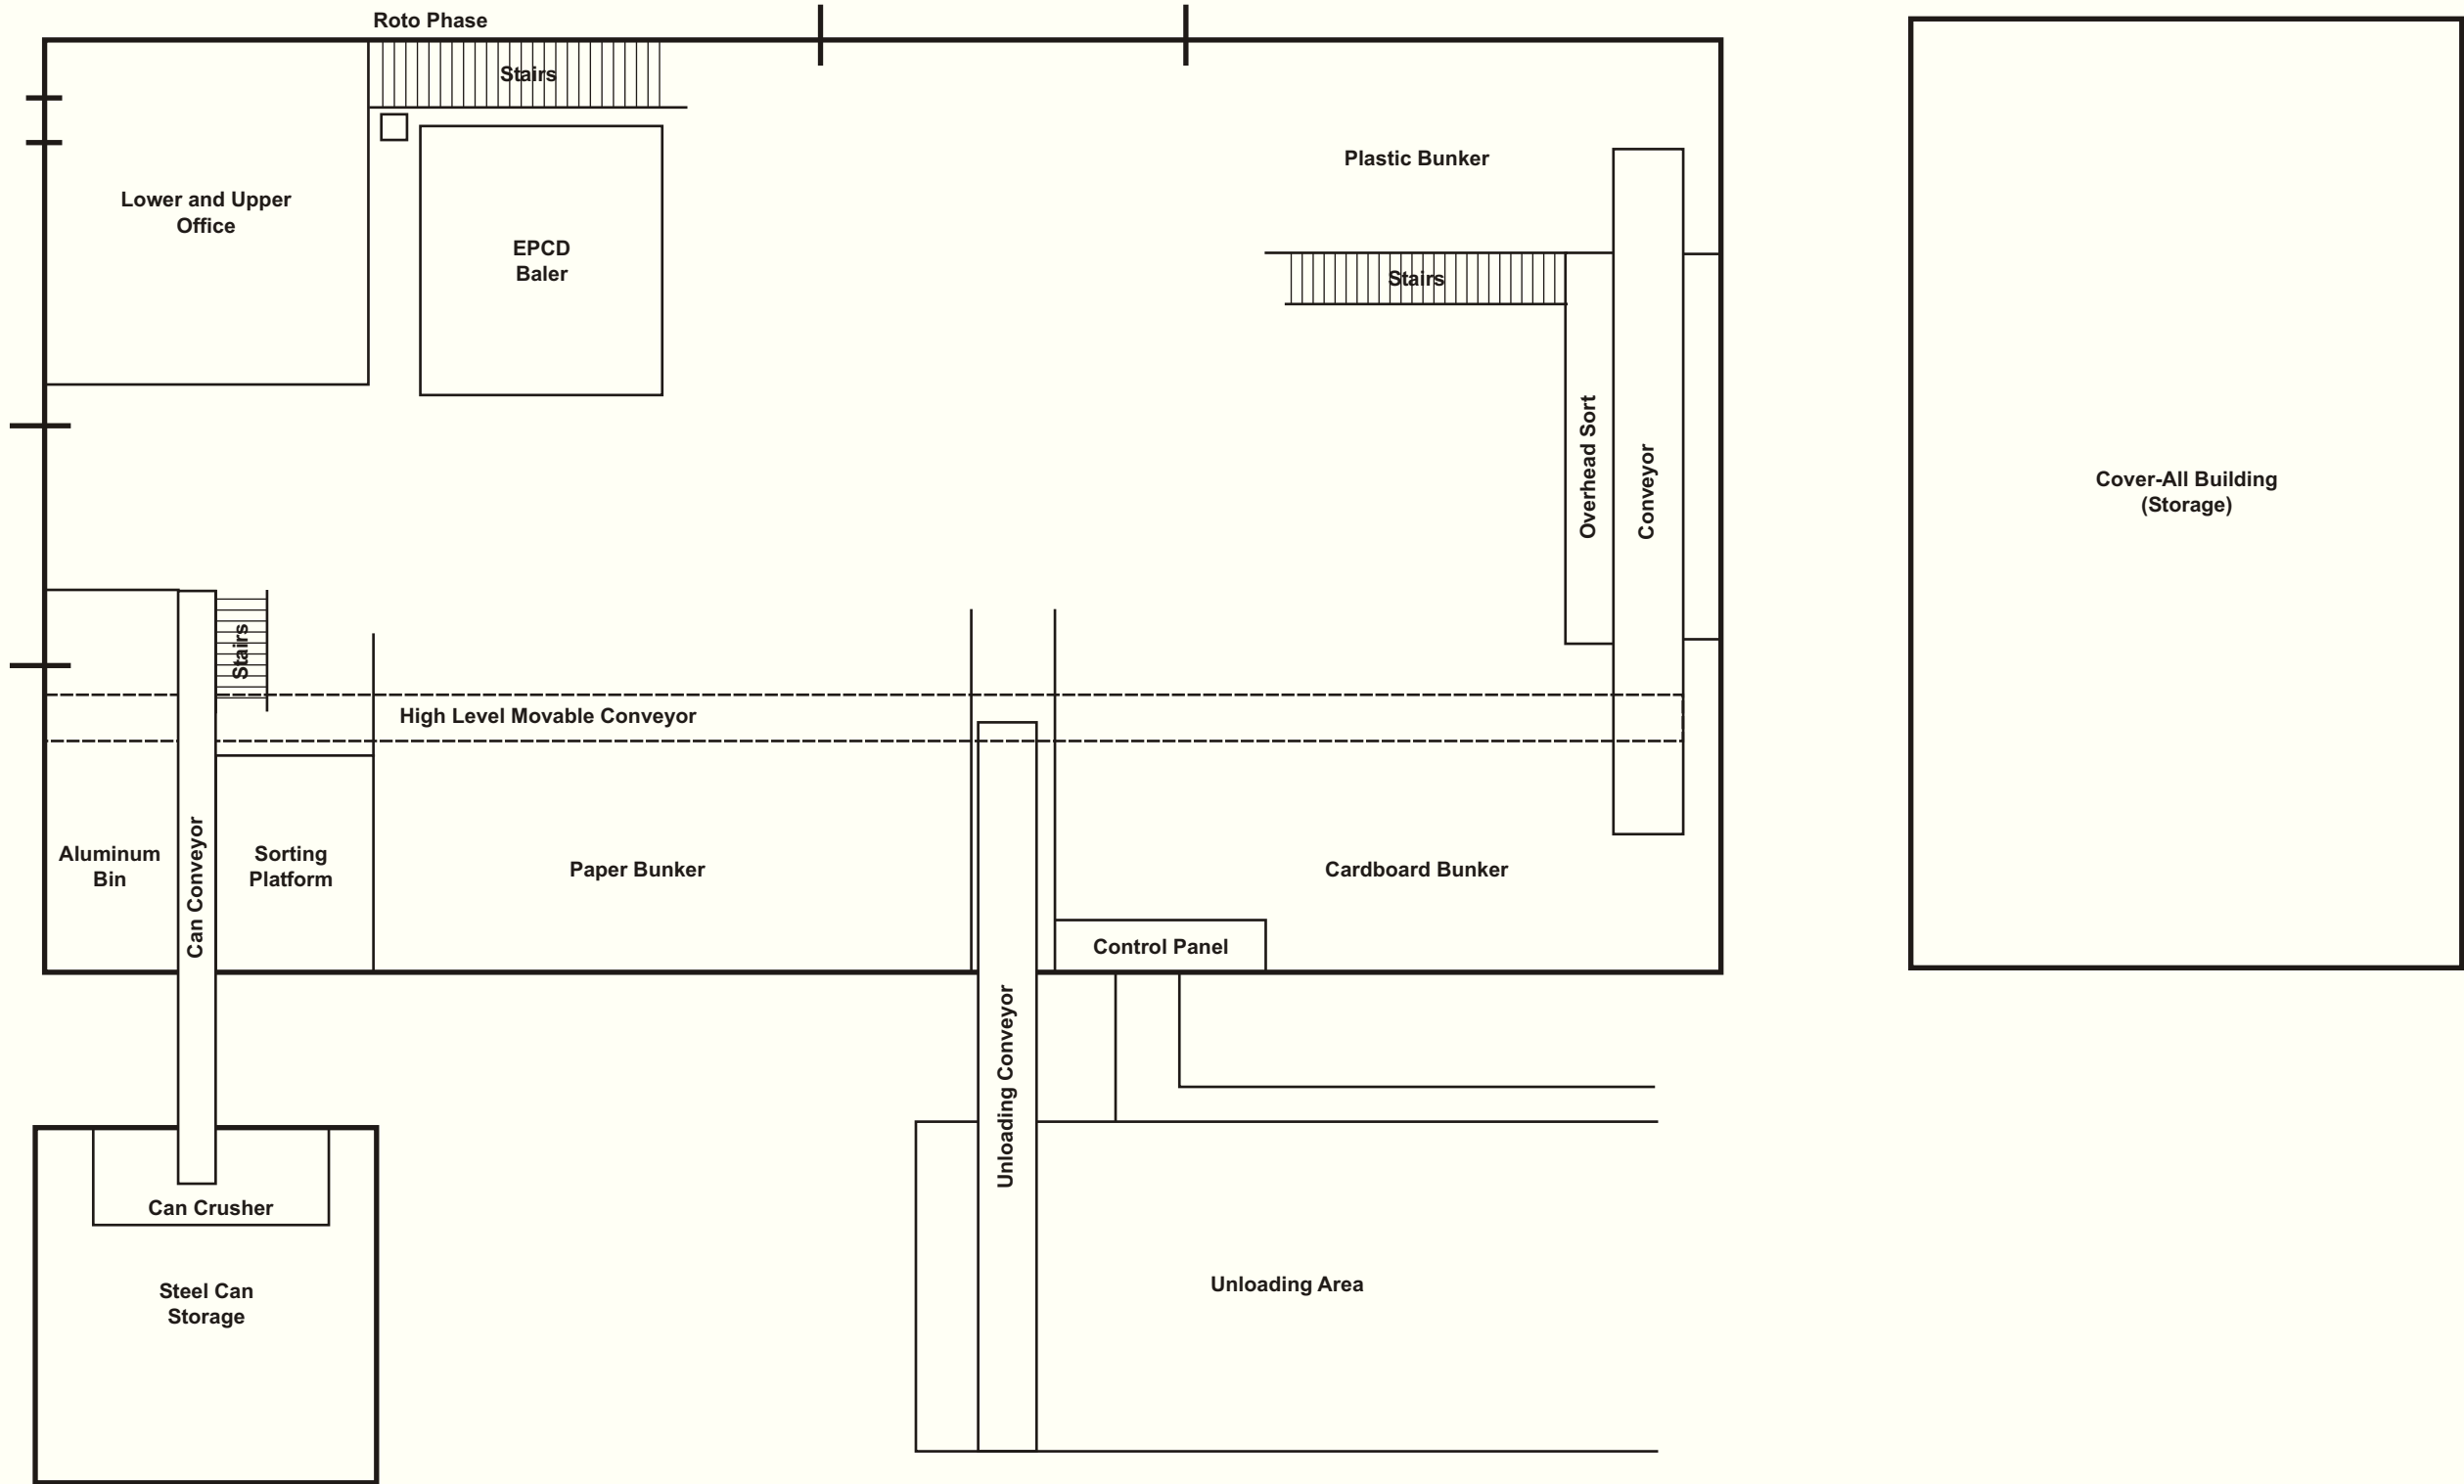 Roto Phase
Stairs
Lower and Upper
Office
EPCD
Baler
Plastic Bunker
Stairs
Overhead Sort
Conveyor
Cover-All Building
(Storage)
Stairs
High Level Movable Conveyor
Aluminum
Bin
Can Conveyor
Sorting
Platform
Paper Bunker
Cardboard Bunker
Control Panel
Unloading Conveyor
Can Crusher
Steel Can
Storage
Unloading Area